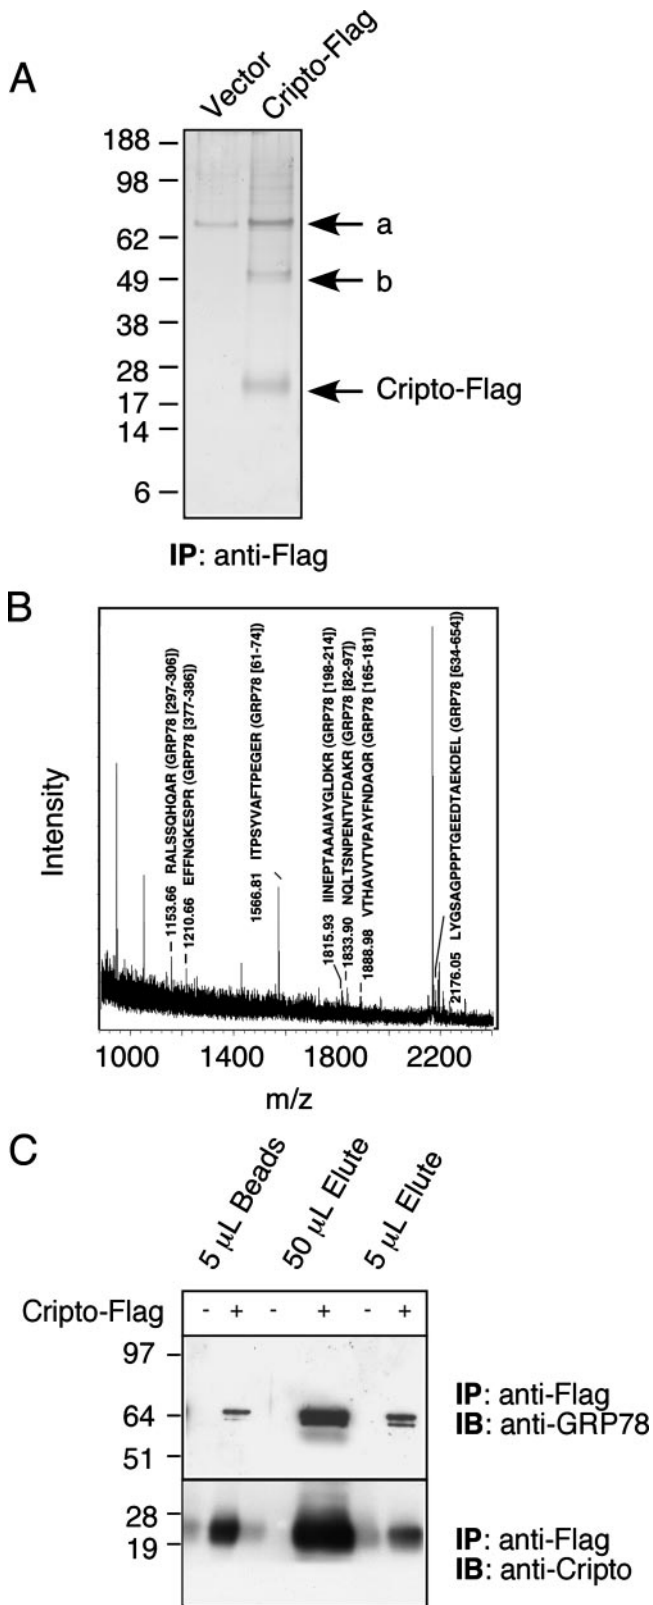 A
Vector
Cripto-Flag
188
98
62
49
38
28
17
14
6
a
b
Cripto-Flag
IP: anti-Flag
B
Intensity
1153.66 RALSSQHQAR (GRP78 [297-306])
1210.66 EFFNGKESPR (GRP78 [377-386])
1566.81 ITPSYVAFTPEGER (GRP78 [61-74])
1815.93 IINEPTAAAIAYGLDKR (GRP78 [198-214])
1833.90 NQLTSNPENTVFDAKR (GRP78 [82-97])
1888.98 VTHAVVTVPAYFNDAQR (GRP78 [165-181])
2176.05 LYGSAGPPPTGEEDTAEKDEL (GRP78 [634-654])
1000 1400 1800 2200
m/z
C
5 μL Beads
50 μL Elute
5 μL Elute
Cripto-Flag - + - + - +
97
64
51
IP: anti-Flag
IB: anti-GRP78
28
19
IP: anti-Flag
IB: anti-Cripto